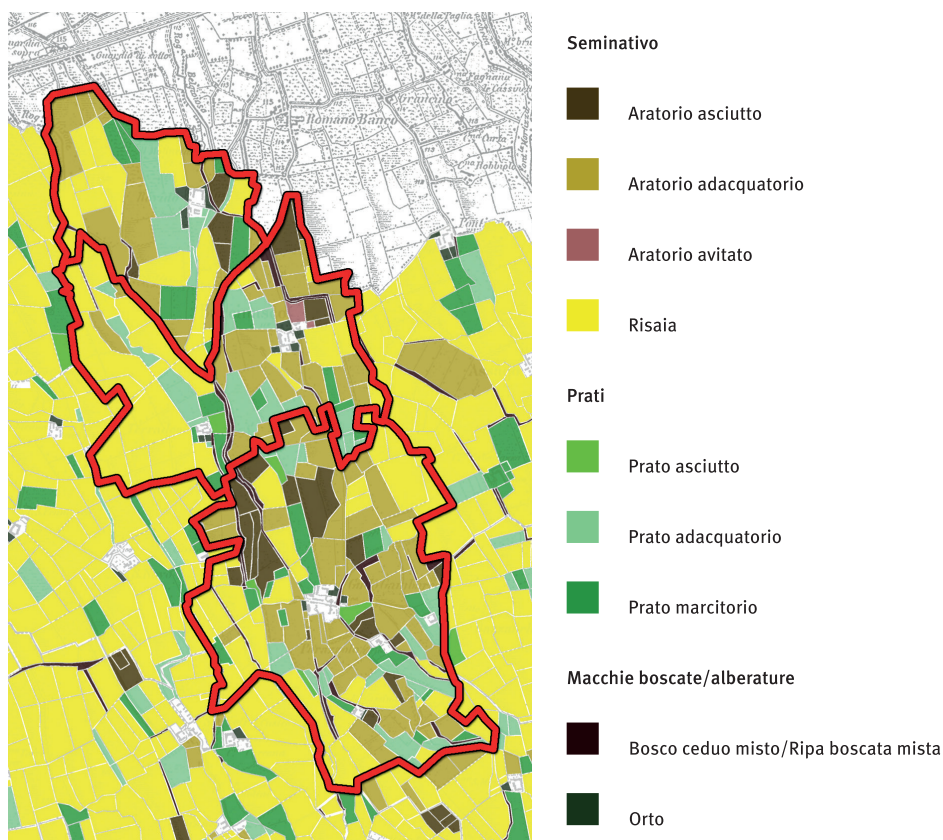 Romano Banco
Seminativo
Aratorio asciutto
Aratorio adacquatorio
Aratorio avitato
Risaia
Prati
Prato asciutto
Prato adacquatorio
Prato marcitorio
Macchie boscate/alberature
Bosco ceduo misto/Ripa boscata mista
Orto